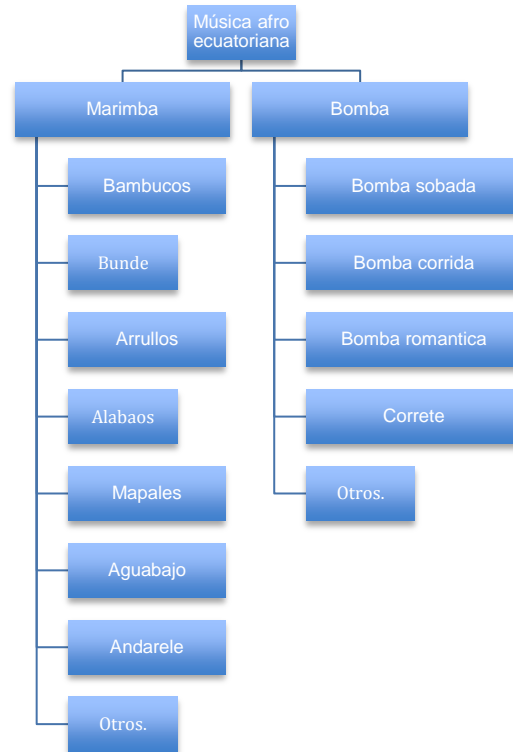 Música afro
ecuatoriana
Marimba
Bambucos
Bunde
Arrullos
Alabaos
Mapales
Aguabajo
Andarele
Otros.
Bomba
Bomba sobada
Bomba corrida
Bomba romantica
Correte
Otros.